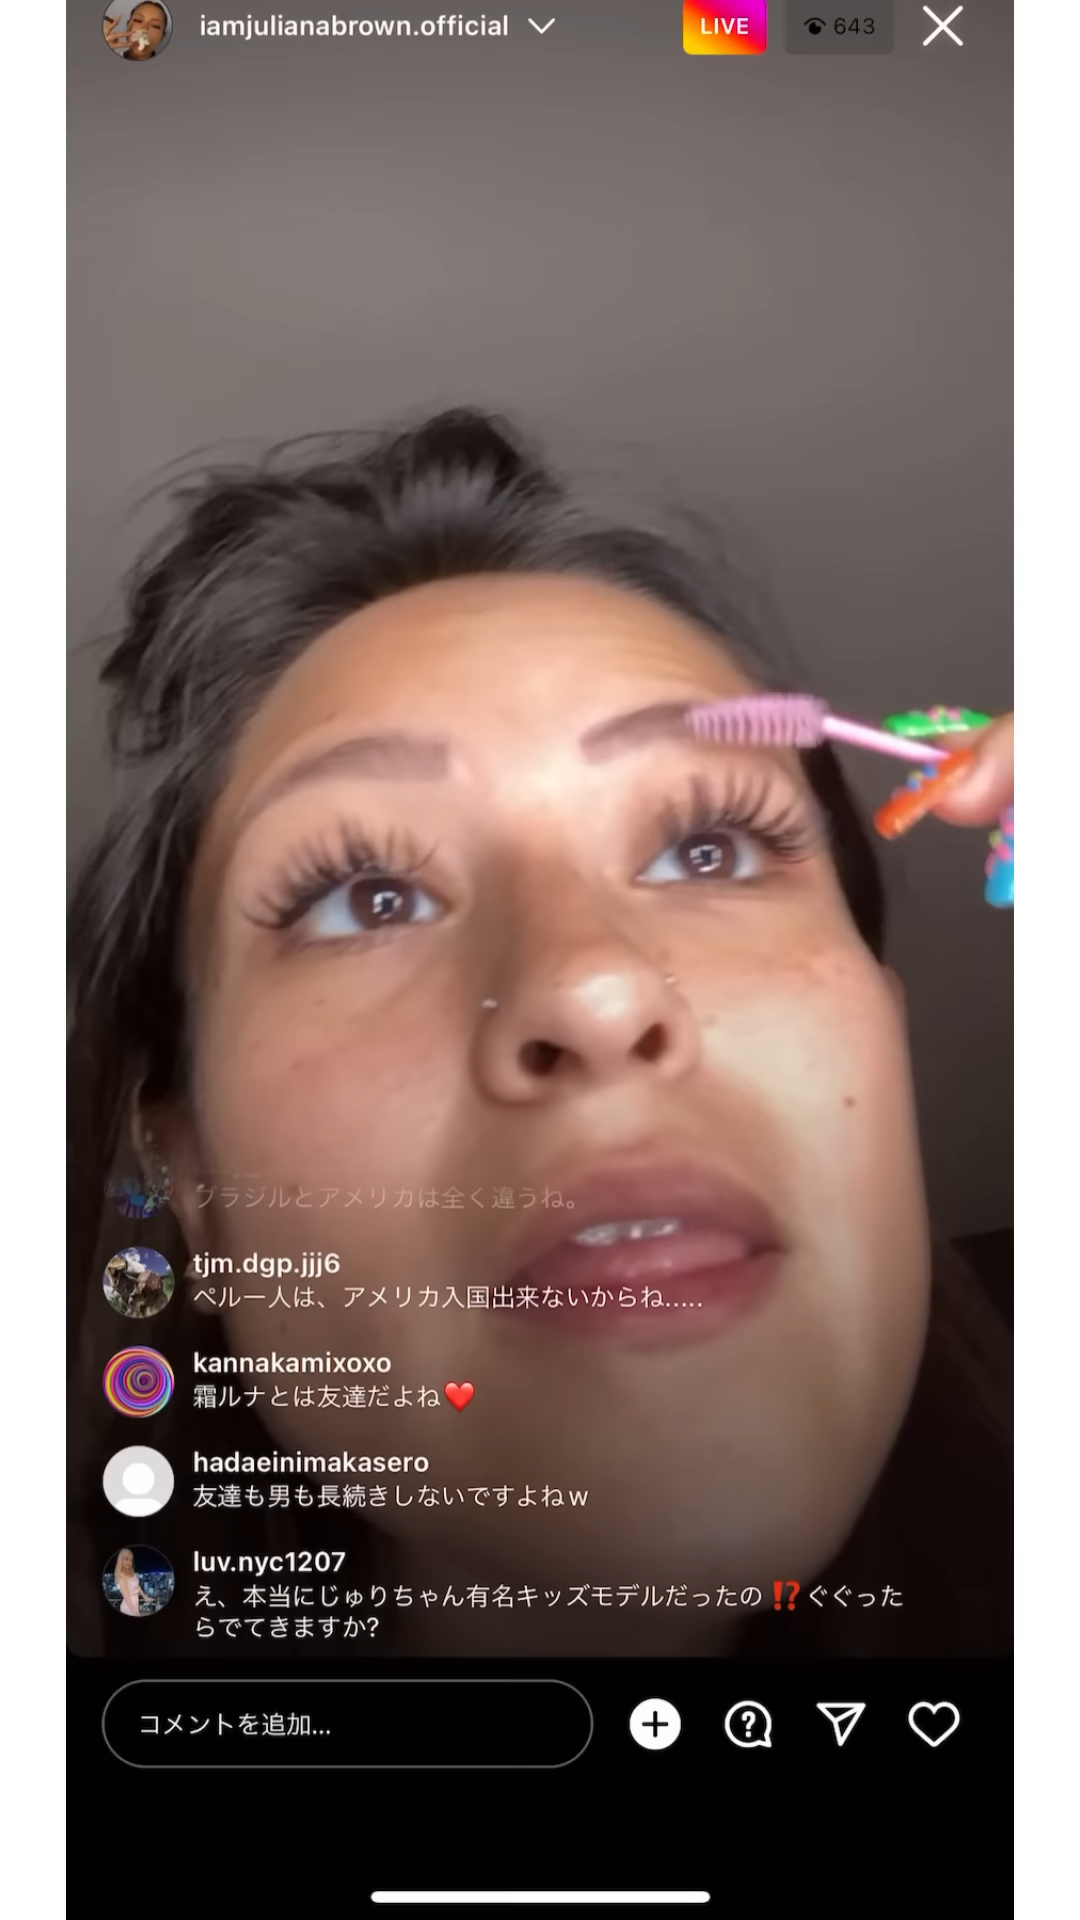 iamjulianabrown.official
LIVE
643
ブラジルとアメリカは全く違うね。
tjm.dgp.jjj6
ペルー人は、アメリカ入国出来ないからね.....
kannakamixoxo
霜ルナとは友達だよね❤️
hadaeinimakasero
友達も男も長続きしないですよねw
luv.nyc1207
え、本当にじゅりちゃん有名キッズモデルだったの⁉️ぐぐった
らでてきますか?
コメントを追加...